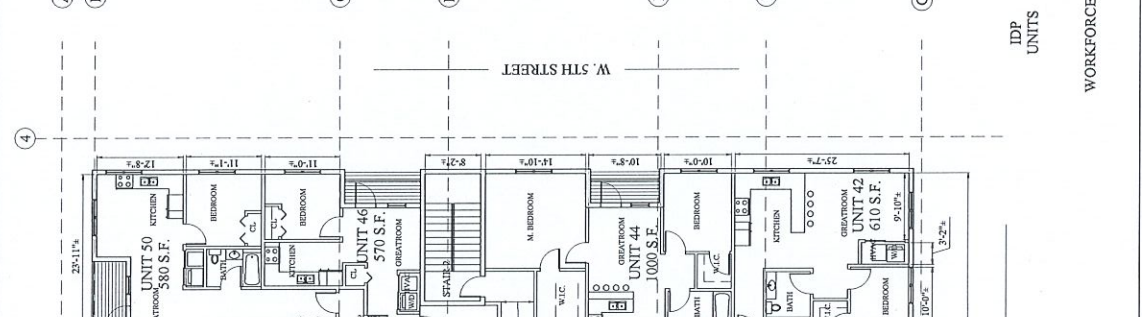 IDP
UNITS
WORKFORCE
W. 5TH STREET
4
12'-8"±
11'-1"±
11'-0"±
8'-2"±
14'-10"±
10'-8"±
10'-0"±
25'-7"±
23'-11"±
KITCHEN
BEDROOM
CL
UNIT 50
580 S.F.
BATH
BEDROOM
CL
KITCHEN
CL
UNIT 46
570 S.F.
GREATROOM
W/D
STAIR-2
M. BEDROOM
W.I.C.
GREATROOM
UNIT 44
1000 S.F.
BEDROOM
W.I.C.
BATH
KITCHEN
GREATROOM
UNIT 42
610 S.F.
9'-10"±
3'-2"±
W/D
BATH
BEDROOM
10'-0"±